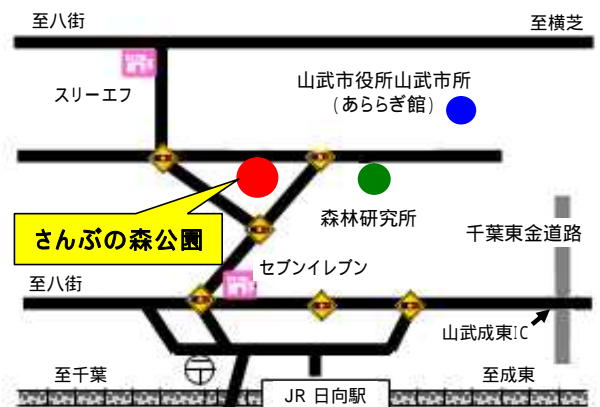 至八街
至横芝
スリーエフ
山武市役所山武市所
(あららぎ館)
森林研究所
さんぶの森公園
千葉東金道路
セブンイレブン
至八街
山武成東IC
至千葉
〒
至成東
JR 日向駅